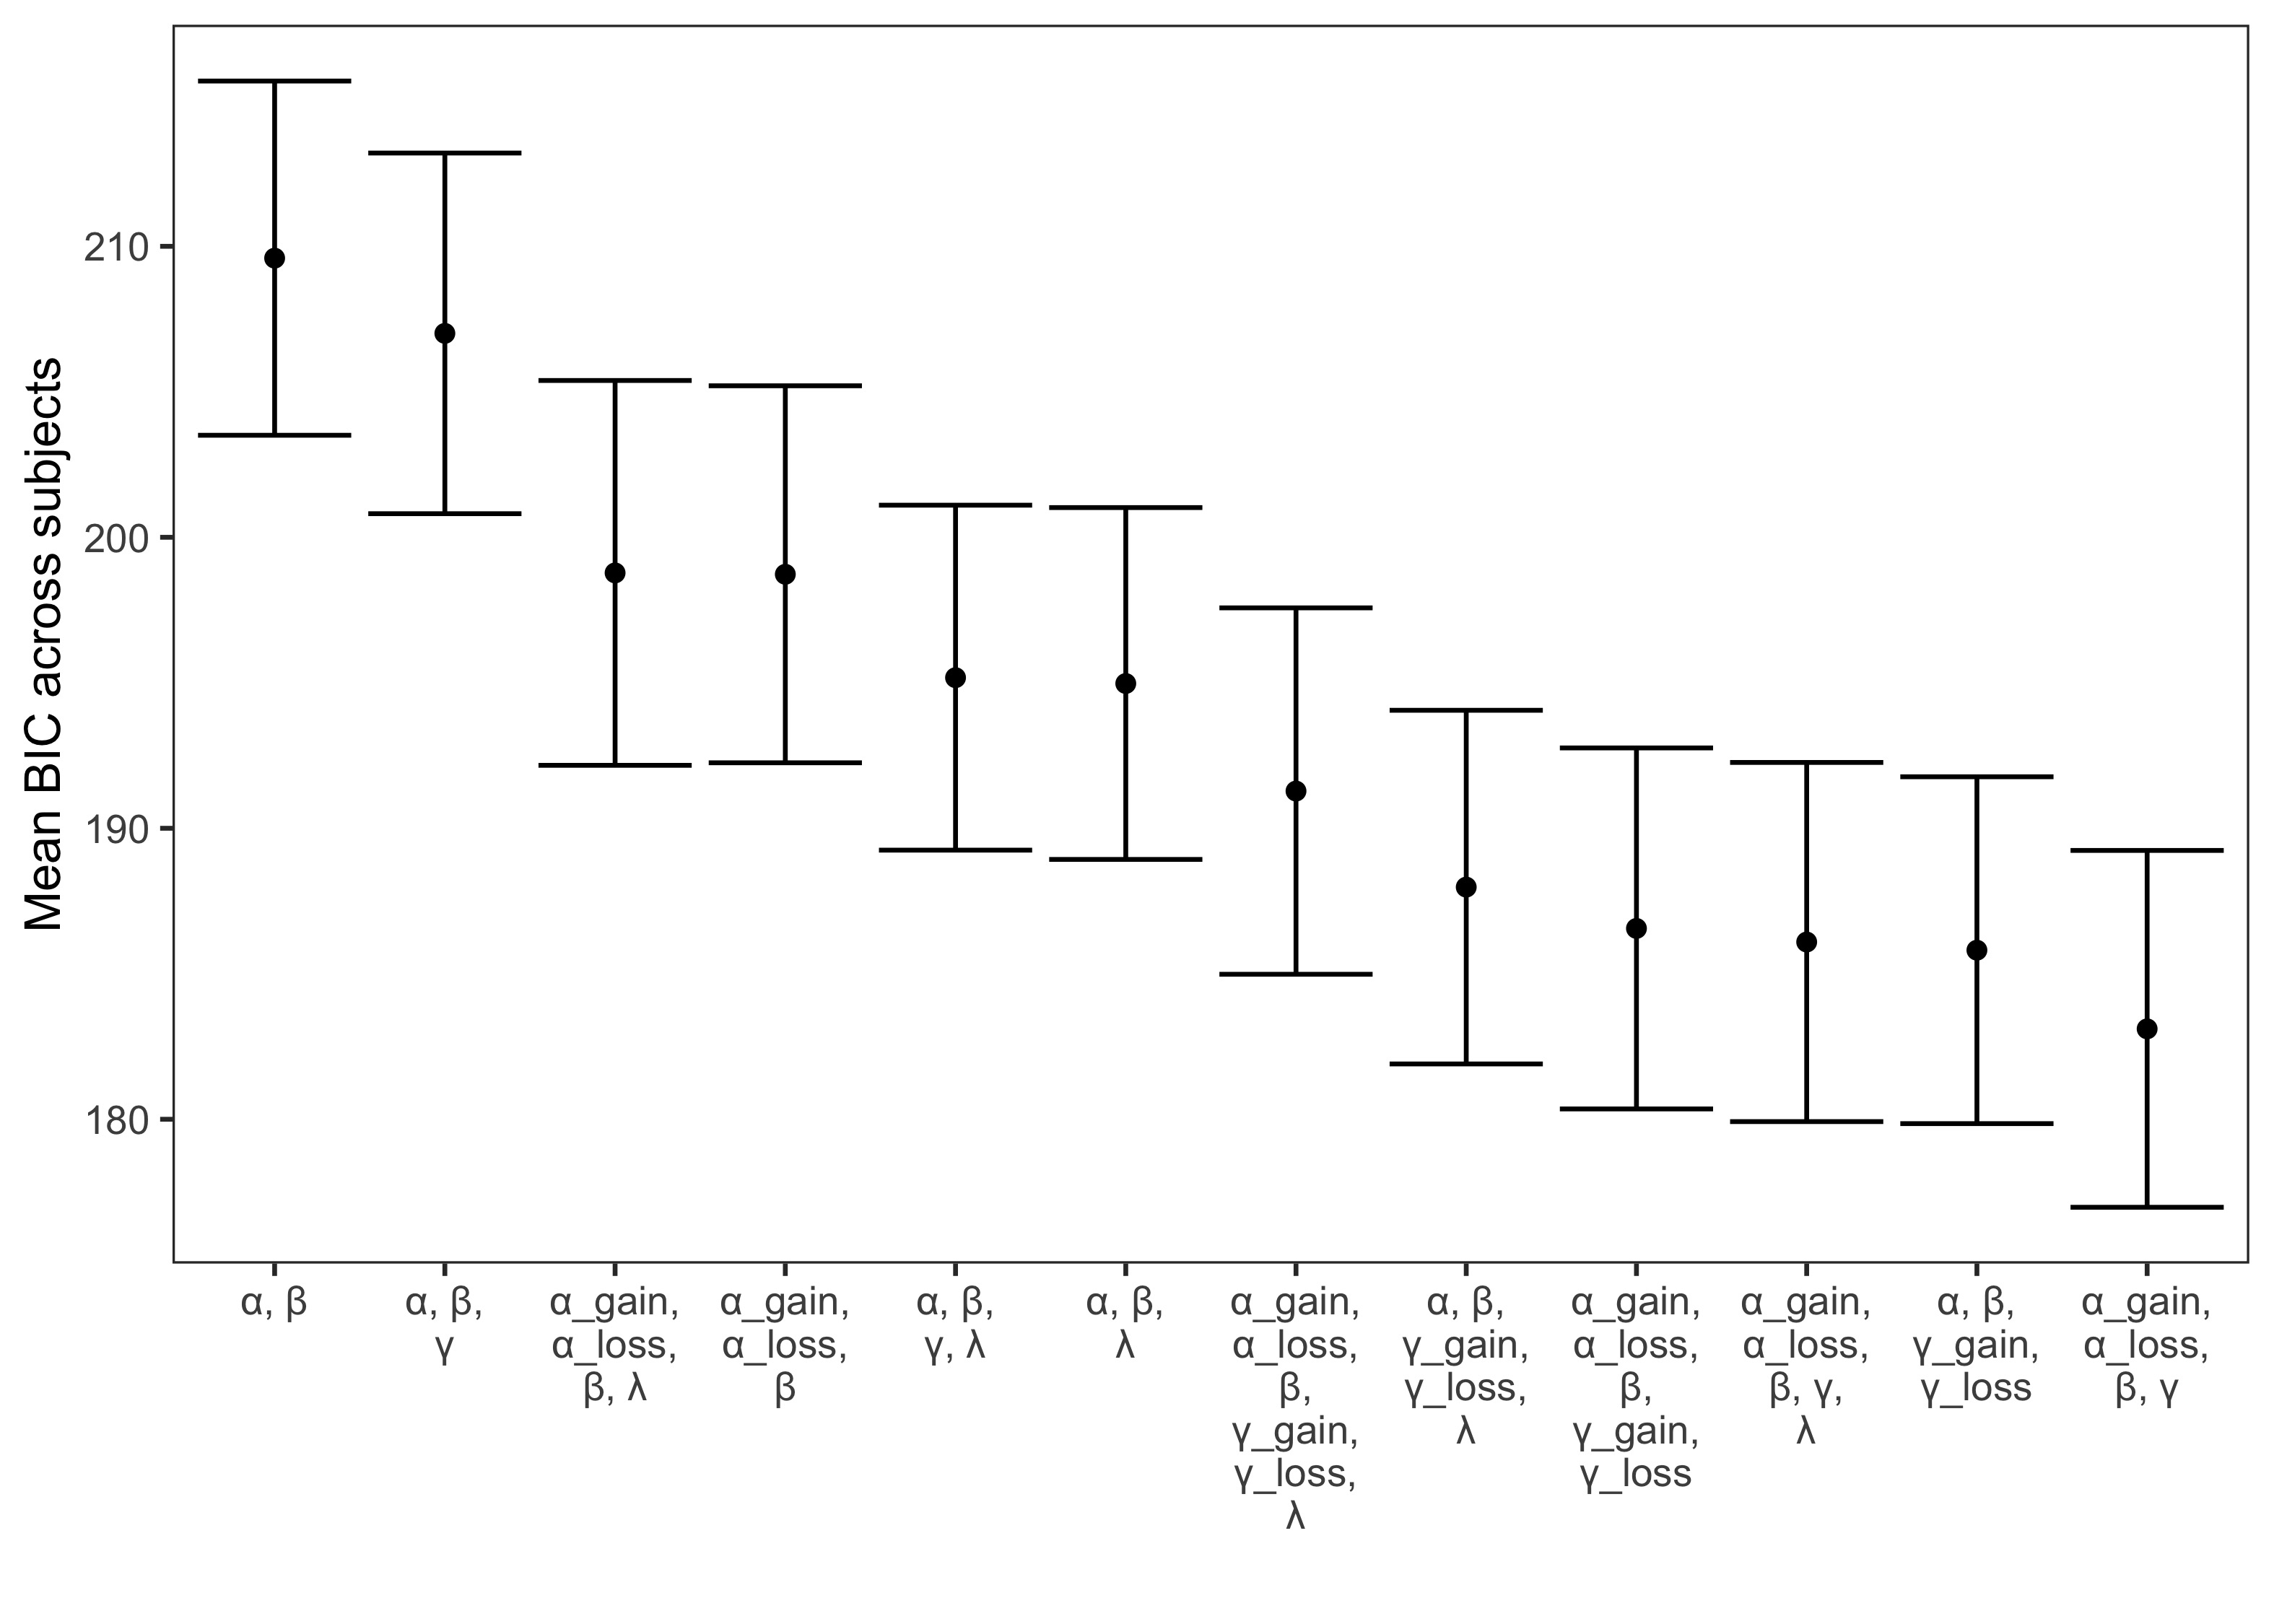 Mean BIC across subjects
210
200
190
180
α, β
α, β,
γ
α_gain,
α_loss,
β, λ
α_gain,
α_loss,
β
α, β,
γ, λ
α, β,
λ
α_gain,
α_loss,
β,
γ_gain,
γ_loss,
λ
α, β,
γ_gain,
γ_loss,
λ
α_gain,
α_loss,
β,
γ_gain,
γ_loss
α_gain,
α_loss,
β, γ,
λ
α, β,
γ_gain,
γ_loss
α_gain,
α_loss,
β, γ